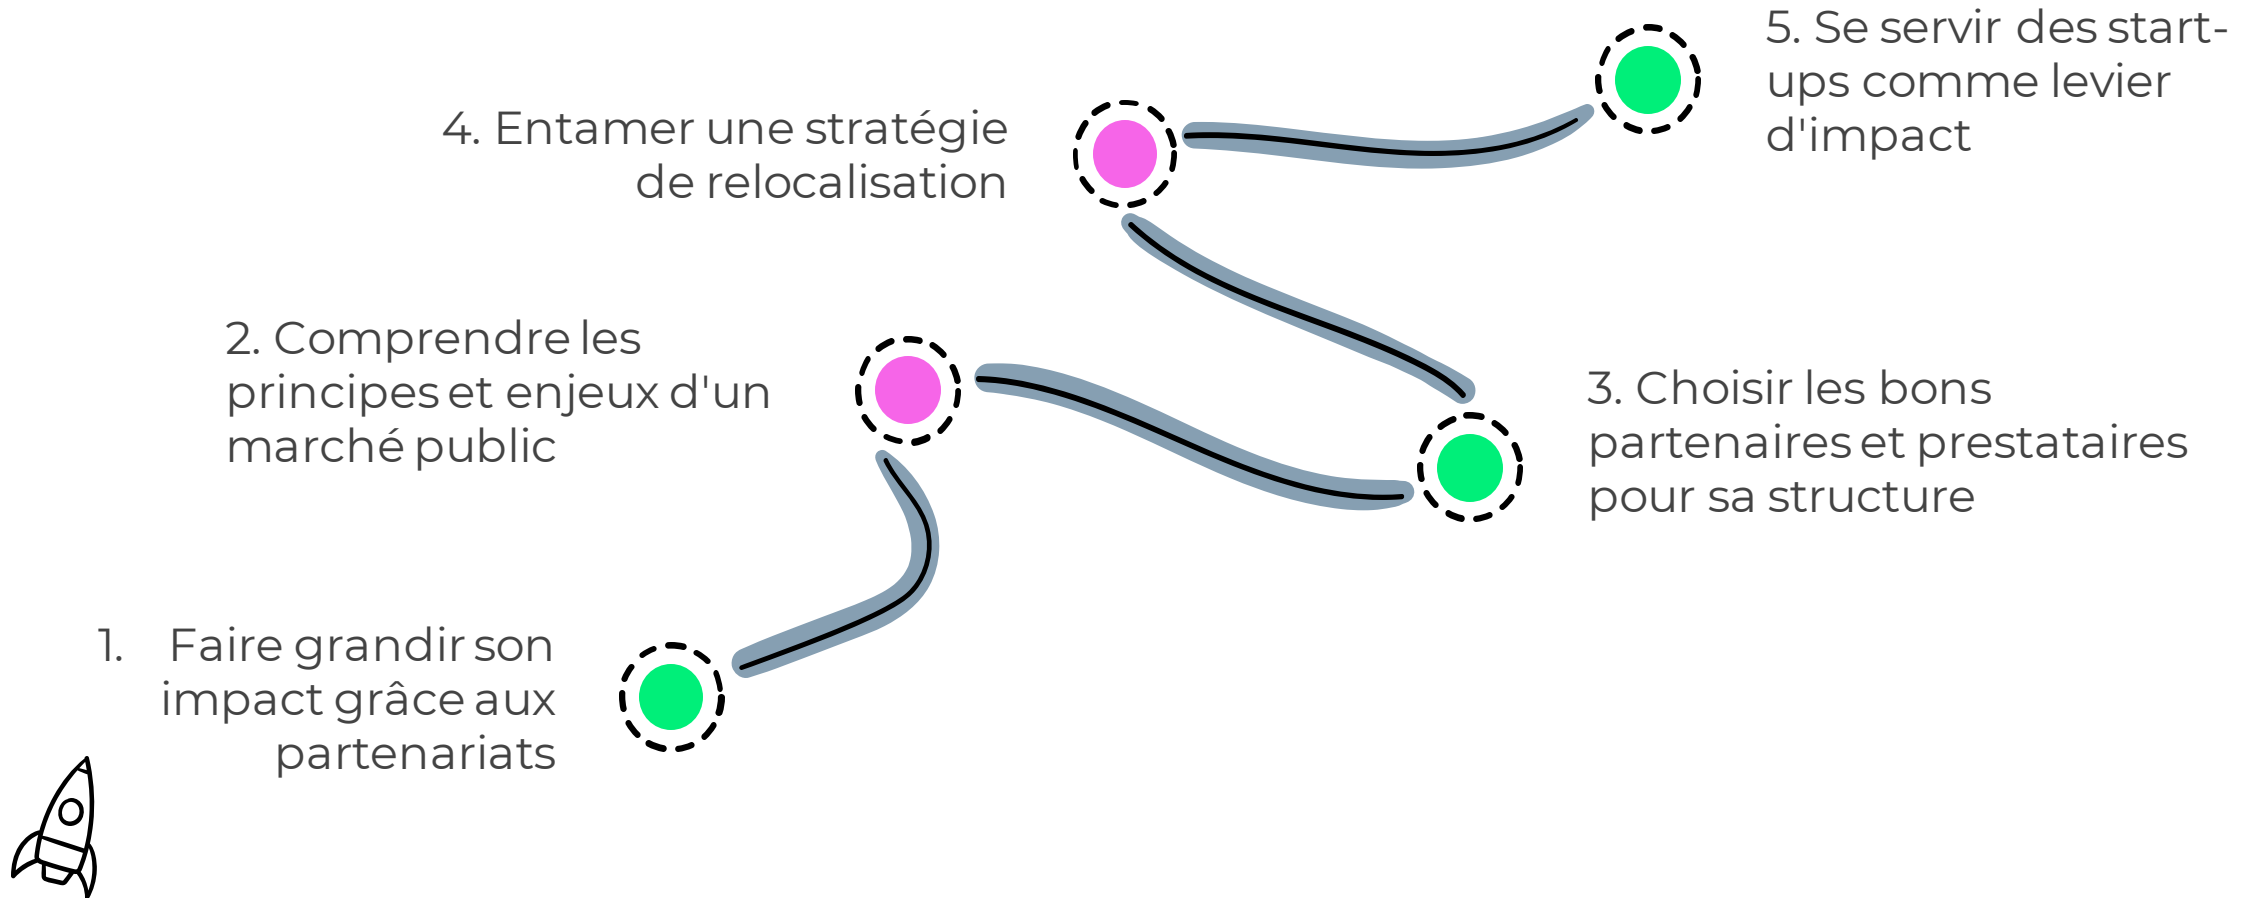 1. Faire grandir son
impact grâce aux
partenariats
2. Comprendre les
principes et enjeux d'un
marché public
3. Choisir les bons
partenaires et prestataires
pour sa structure
4. Entamer une stratégie
de relocalisation
5. Se servir des start-
ups comme levier
d'impact